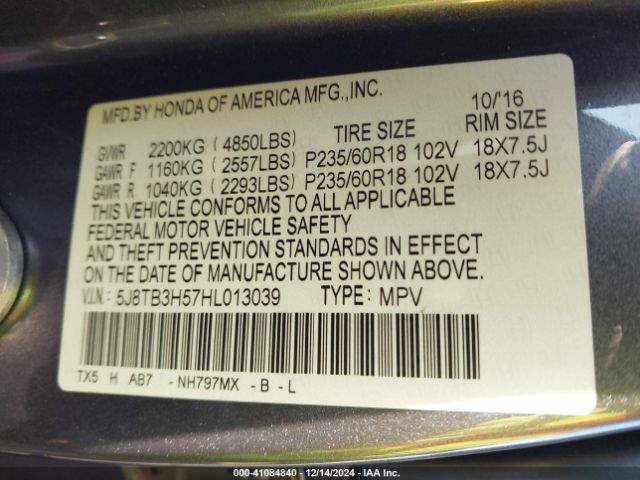 MFD.BY HONDA OF AMERICA MFG.,INC. 10/'16
GVWR 2200KG (4850LBS) TIRE SIZE RIM SIZE
GAWR F 1160KG (2557LBS) P235/60R18 102V 18X7.5J
GAWR R 1040KG (2293LBS) P235/60R18 102V 18X7.5J
THIS VEHICLE CONFORMS TO ALL APPLICABLE
FEDERAL MOTOR VEHICLE SAFETY
AND THEFT PREVENTION STANDARDS IN EFFECT
ON THE DATE OF MANUFACTURE SHOWN ABOVE.
V.I.N.: 5J8TB3H57HL013039 TYPE: MPV
TX5 H AB7 -NH797MX -B-L
000-41084840 - 12/14/2024 - IAA Inc.